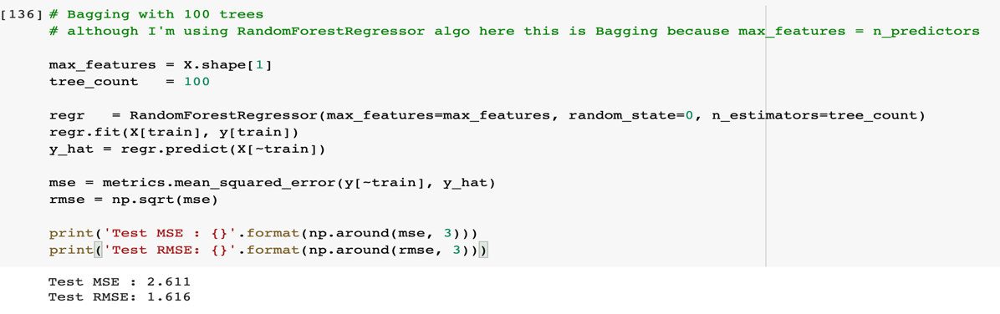 [136] # Bagging with 100 trees
# although I'm using RandomForestRegressor algo here this is Bagging because max_features = n_predictors
max_features = X.shape[1]
tree_count   = 100
regr   = RandomForestRegressor(max_features=max_features, random_state=0, n_estimators=tree_count)
regr.fit(X[train], y[train])
y_hat = regr.predict(X[~train])
mse = metrics.mean_squared_error(y[~train], y_hat)
rmse = np.sqrt(mse)
print('Test MSE : {}'.format(np.around(mse, 3)))
print('Test RMSE: {}'.format(np.around(rmse, 3)))
Test MSE : 2.611
Test RMSE: 1.616